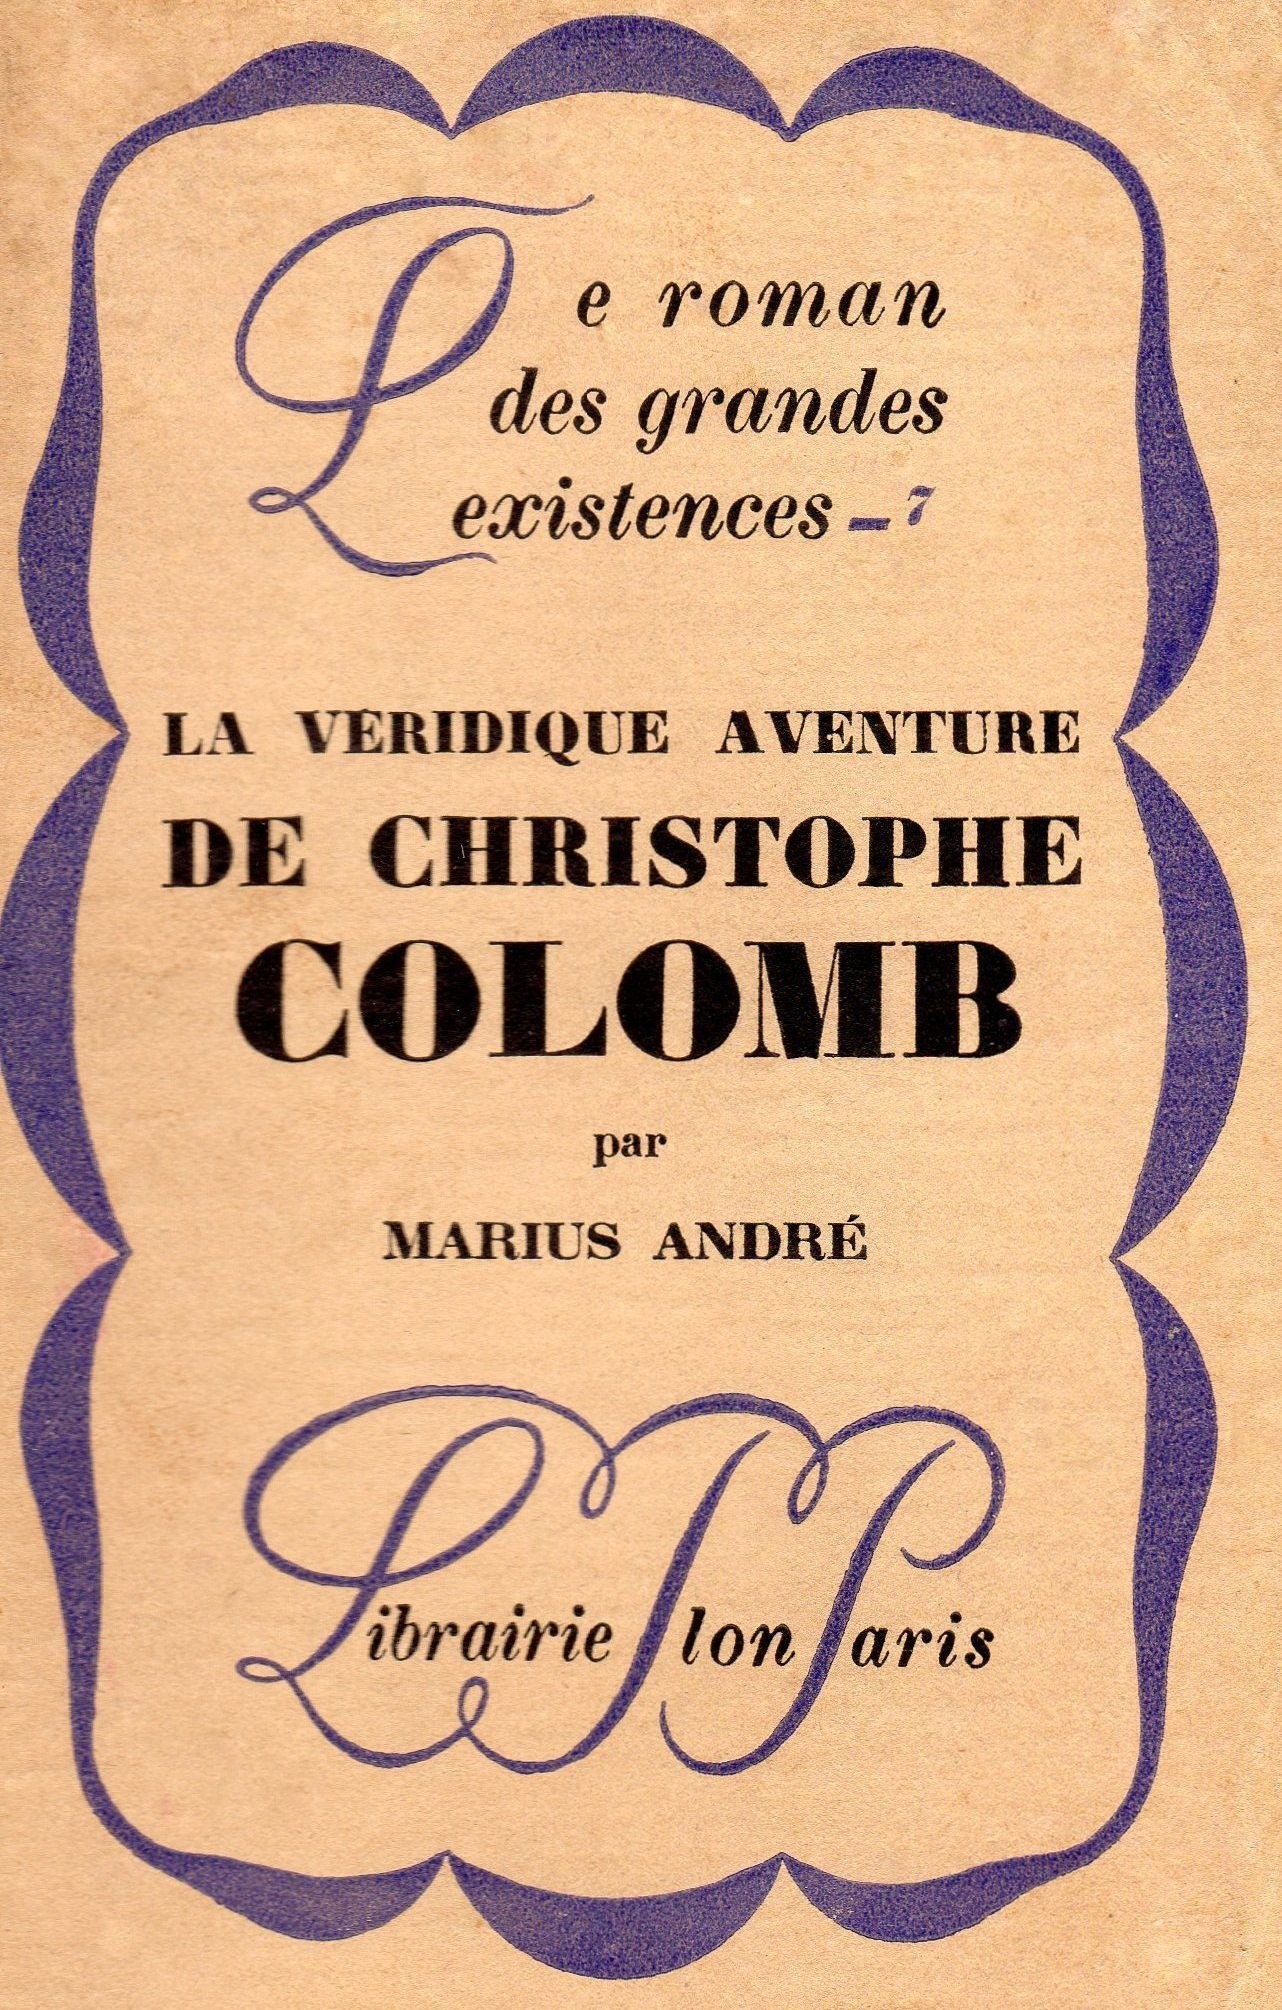 Le roman
des grandes
existences - 7
LA VÉRIDIQUE AVENTURE
DE CHRISTOPHE
COLOMB
par
MARIUS ANDRÉ
Librairie Plon Paris